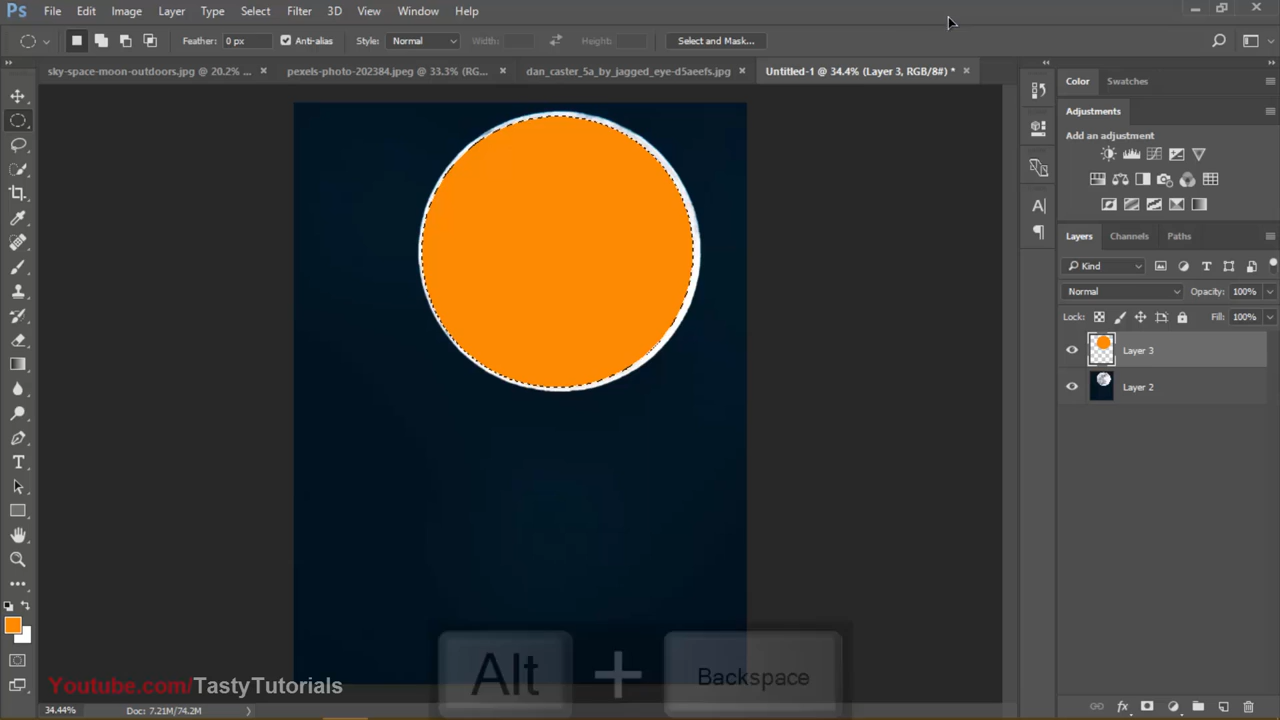 Ps File Edit Image Layer Type Select Filter 3D View Window Help
Feather: 0 px Anti-alias Style: Normal Width: Height: Select and Mask...
sky-space-moon-outdoors.jpg @ 20.2% ... × pexels-photo-202384.jpeg @ 33.3% (RG... × dan_caster_5a_by_jagged_eye-d5aeefs.jpg × Untitled-1 @ 34.4% (Layer 3, RGB/8#) * ×
Color Swatches
Adjustments
Add an adjustment
Layers Channels Paths
Kind
Normal Opacity: 100%
Lock: Fill: 100%
Layer 3
Layer 2
Alt + Backspace
Youtube.com/TastyTutorials
34.44% Doc: 7.21M/74.2M